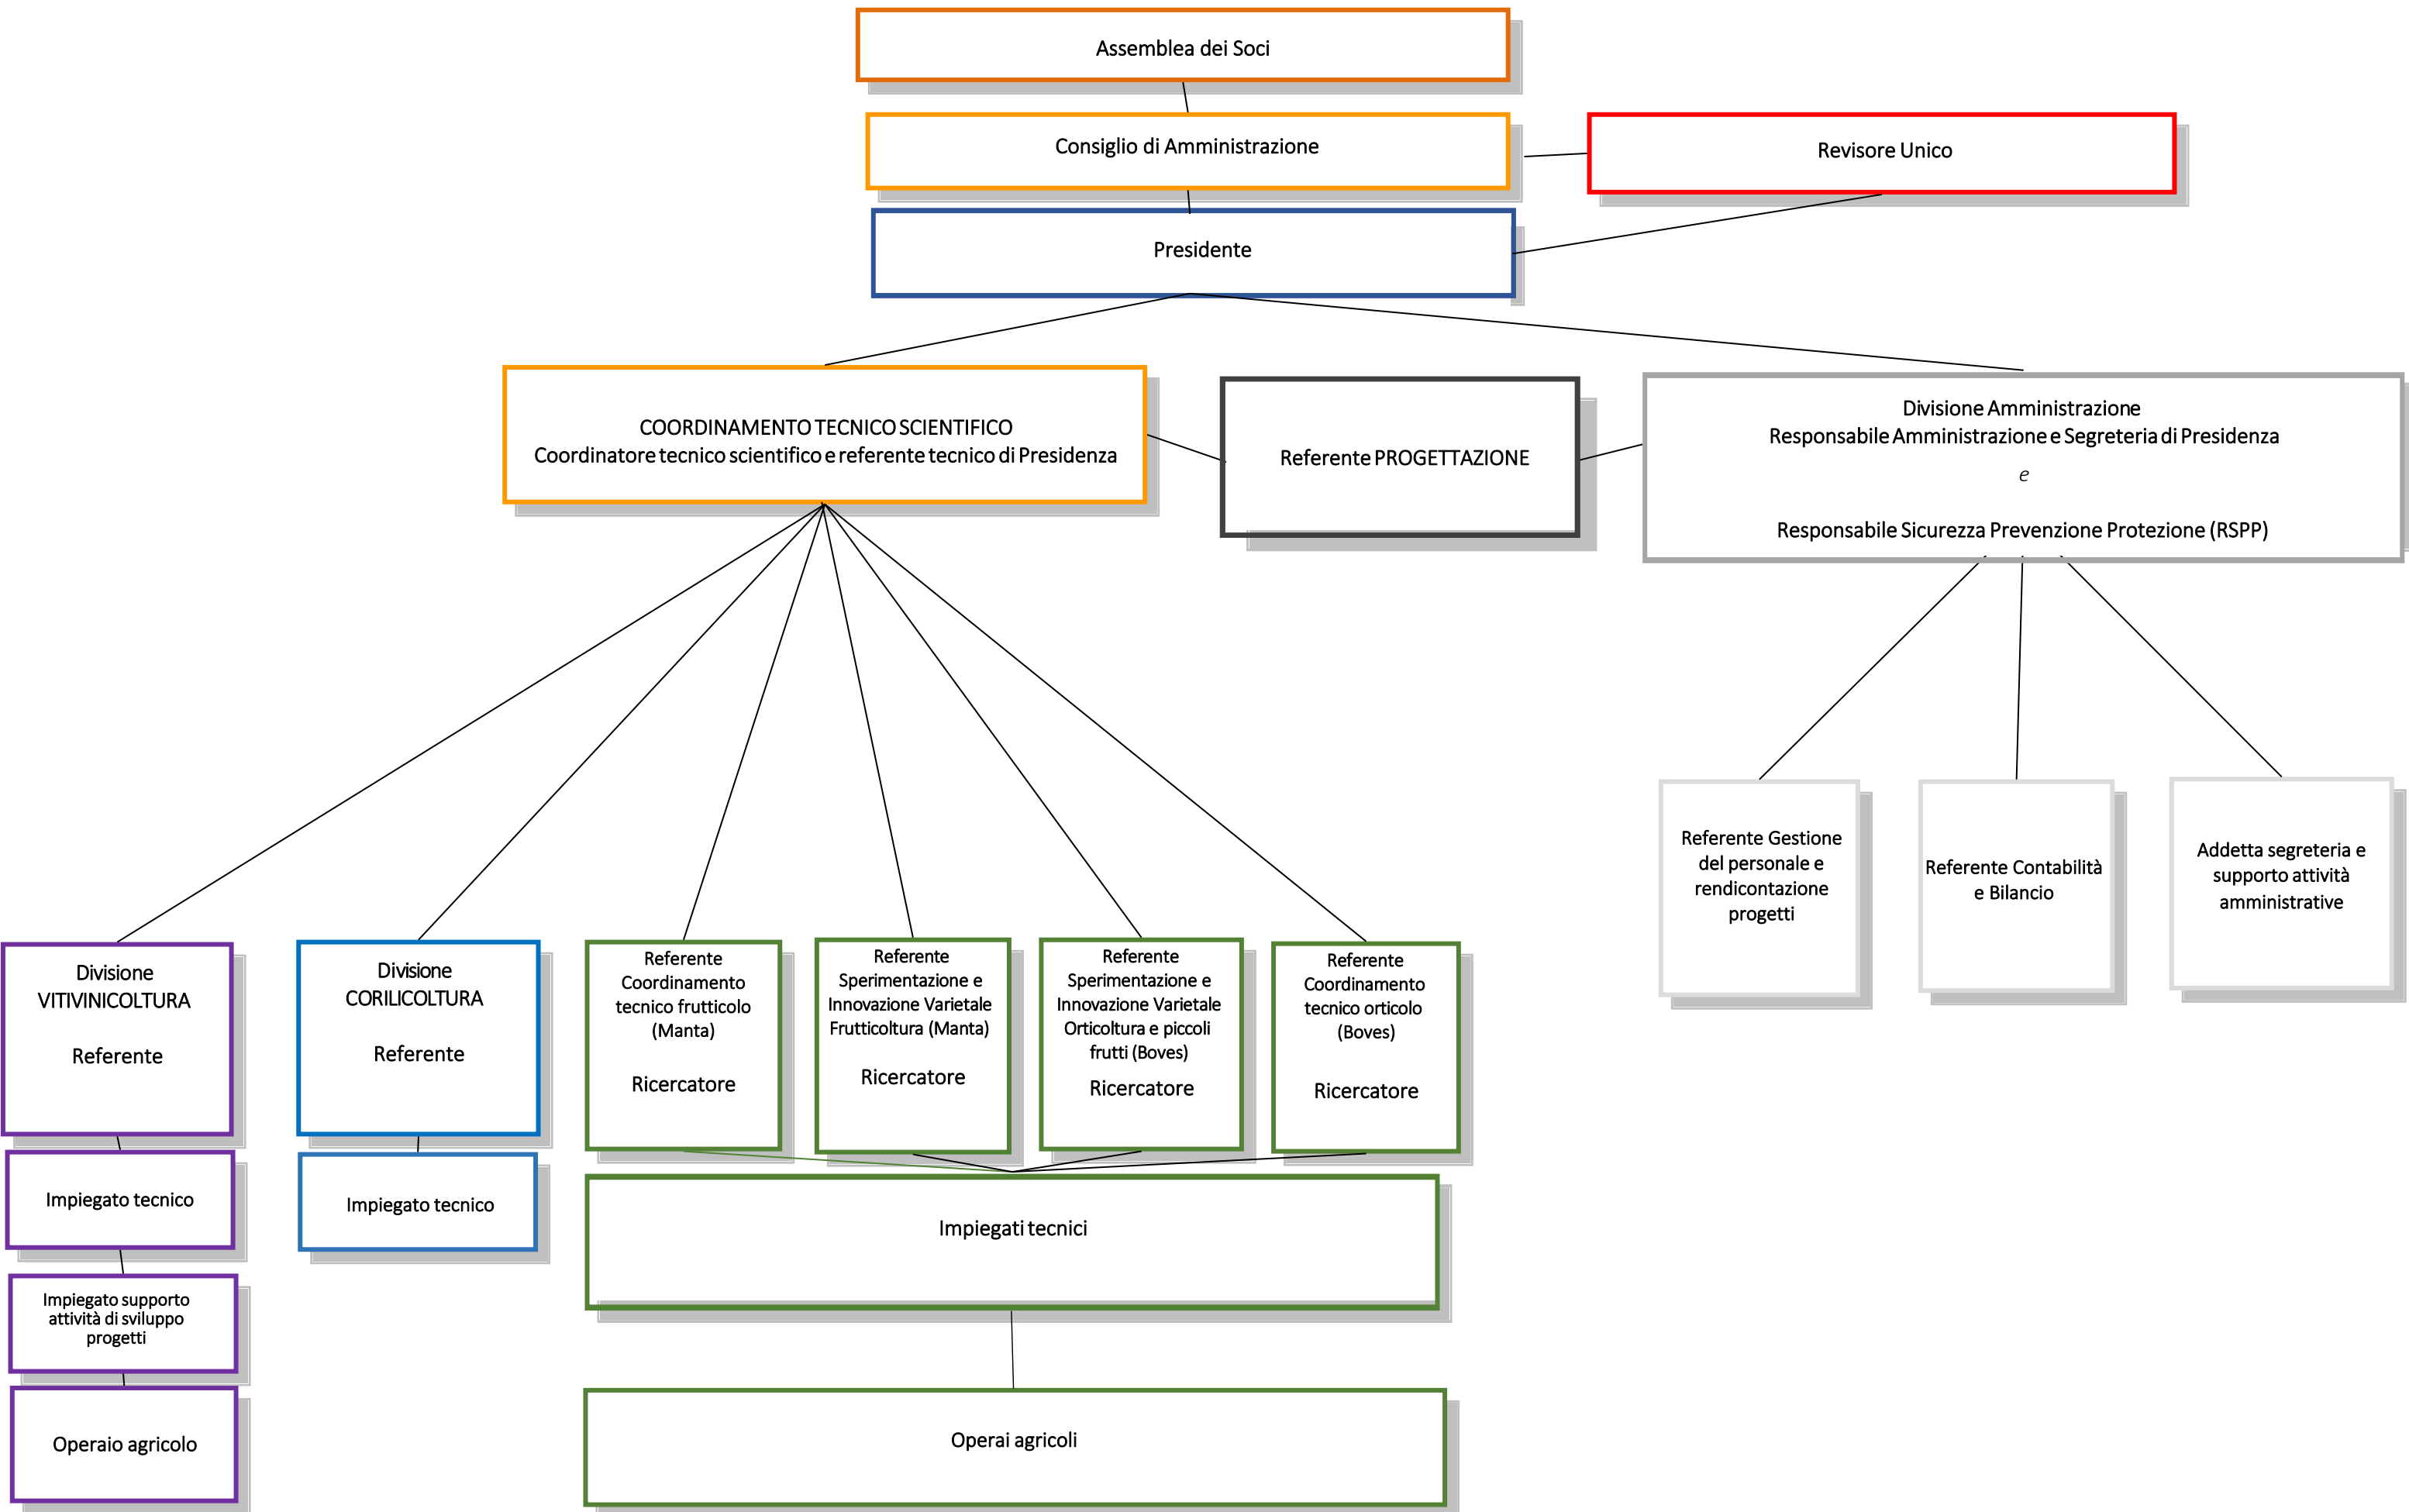 Assemblea dei Soci
Consiglio di Amministrazione
Revisore Unico
Presidente
COORDINAMENTO TECNICO SCIENTIFICO
Coordinatore tecnico scientifico e referente tecnico di Presidenza
Referente PROGETTAZIONE
Divisione Amministrazione
Responsabile Amministrazione e Segreteria di Presidenza
e
Responsabile Sicurezza Prevenzione Protezione (RSPP)
Referente Gestione
del personale e
rendicontazione
progetti
Referente Contabilità
e Bilancio
Addetta segreteria e
supporto attività
amministrative
Divisione
VITIVINICOLTURA
Referente
Divisione
CORILICOLTURA
Referente
Referente
Coordinamento
tecnico frutticolo
(Manta)
Ricercatore
Referente
Sperimentazione e
Innovazione Varietale
Frutticoltura (Manta)
Ricercatore
Referente
Sperimentazione e
Innovazione Varietale
Orticoltura e piccoli
frutti (Boves)
Ricercatore
Referente
Coordinamento
tecnico orticolo
(Boves)
Ricercatore
Impiegato tecnico
Impiegato tecnico
Impiegati tecnici
Impiegato supporto
attività di sviluppo
progetti
Operaio agricolo
Operai agricoli